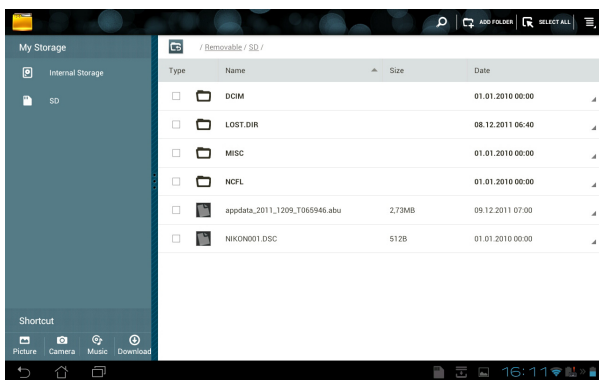 ADD FOLDER SELECT ALL
My Storage / Removable / SD /
Internal Storage
SD
Type Name Size Date
DCIM 01.01.2010 00:00
LOST.DIR 08.12.2011 06:40
MISC 01.01.2010 00:00
NCFL 01.01.2010 00:00
appdata_2011_1209_T065946.abu 2,73MB 09.12.2011 07:00
NIKON001.DSC 512B 01.01.2010 00:00
Shortcut
Picture Camera Music Download
16:11